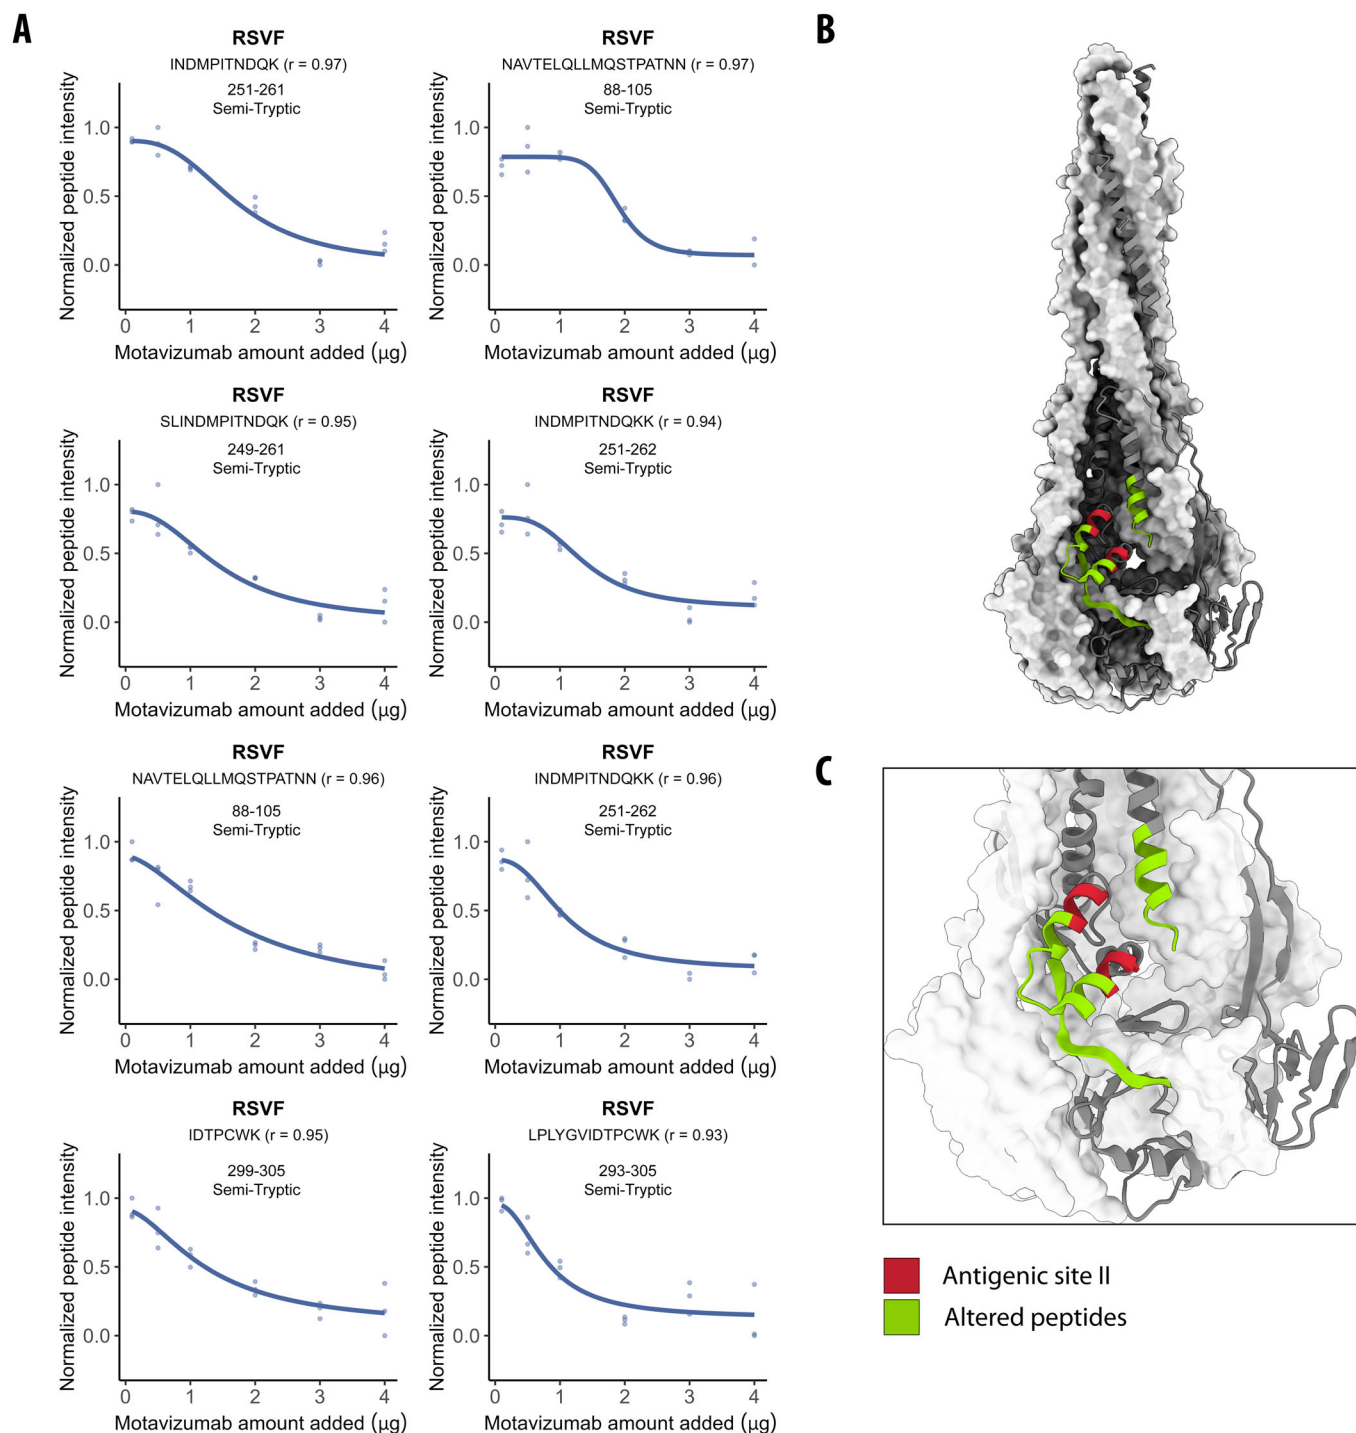 A
RSVF
INDMPITNDQK (r = 0.97)
251-261
Semi-Tryptic
Normalized peptide intensity
1.0
0.5
0.0
0 1 2 3 4
Motavizumab amount added (μg)
RSVF
NAVTELQLLMQSTPATNN (r = 0.97)
88-105
Semi-Tryptic
Normalized peptide intensity
1.0
0.5
0.0
0 1 2 3 4
Motavizumab amount added (μg)
RSVF
SLINDMPITNDQK (r = 0.95)
249-261
Semi-Tryptic
Normalized peptide intensity
1.0
0.5
0.0
0 1 2 3 4
Motavizumab amount added (μg)
RSVF
INDMPITNDQKK (r = 0.94)
251-262
Semi-Tryptic
Normalized peptide intensity
1.0
0.5
0.0
0 1 2 3 4
Motavizumab amount added (μg)
RSVF
NAVTELQLLMQSTPATNN (r = 0.96)
88-105
Semi-Tryptic
Normalized peptide intensity
1.0
0.5
0.0
0 1 2 3 4
Motavizumab amount added (μg)
RSVF
INDMPITNDQKK (r = 0.96)
251-262
Semi-Tryptic
Normalized peptide intensity
1.0
0.5
0.0
0 1 2 3 4
Motavizumab amount added (μg)
RSVF
IDTPCWK (r = 0.95)
299-305
Semi-Tryptic
Normalized peptide intensity
1.0
0.5
0.0
0 1 2 3 4
Motavizumab amount added (μg)
RSVF
LPLYGVIDTPCWK (r = 0.93)
293-305
Semi-Tryptic
Normalized peptide intensity
1.0
0.5
0.0
0 1 2 3 4
Motavizumab amount added (μg)
B
C
Antigenic site II
Altered peptides